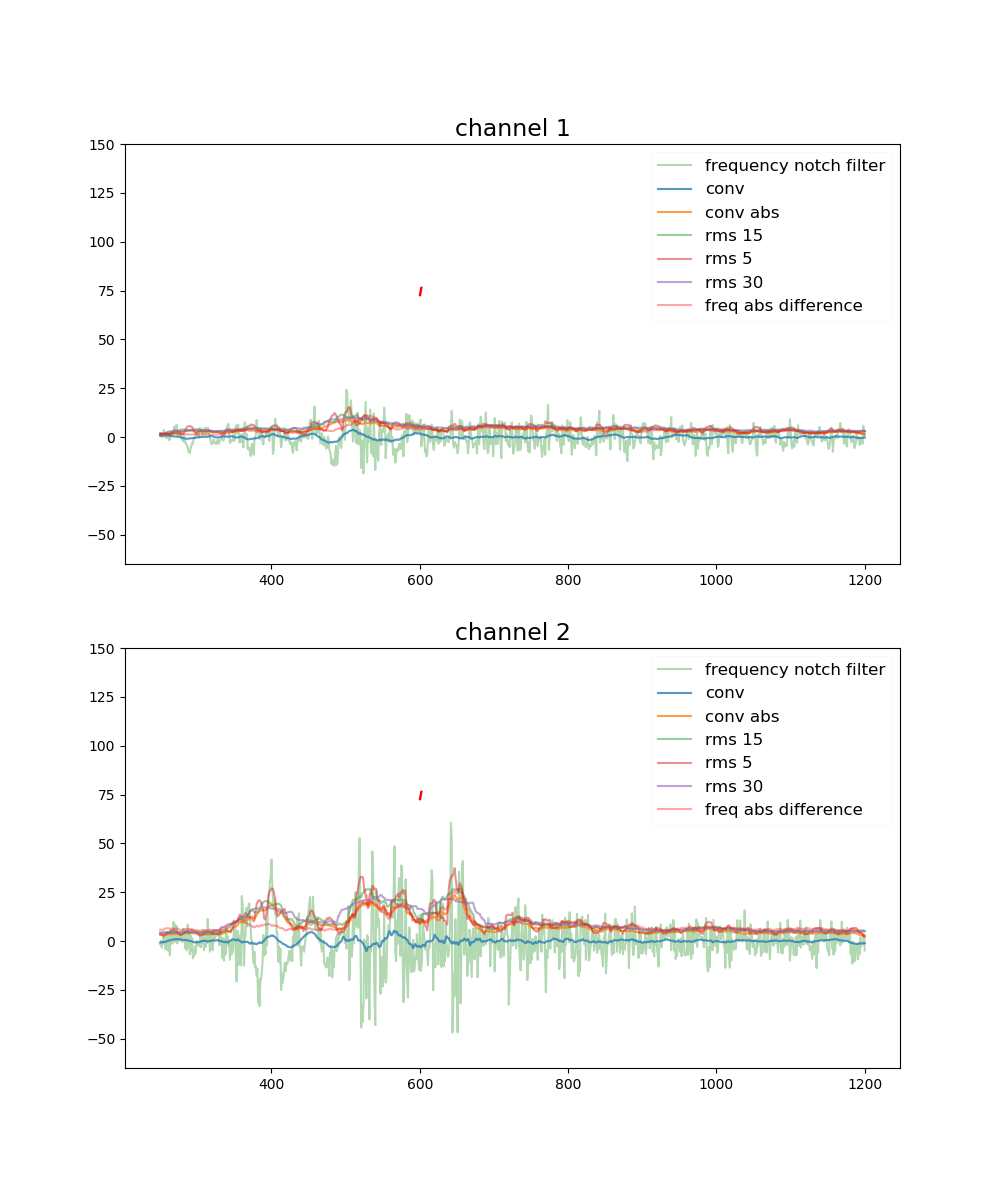 channel 1
150
125
100
75
50
25
0
−25
−50
400
600
800
1000
1200
frequency notch filter
conv
conv abs
rms 15
rms 5
rms 30
freq abs difference
channel 2
150
125
100
75
50
25
0
−25
−50
400
600
800
1000
1200
frequency notch filter
conv
conv abs
rms 15
rms 5
rms 30
freq abs difference